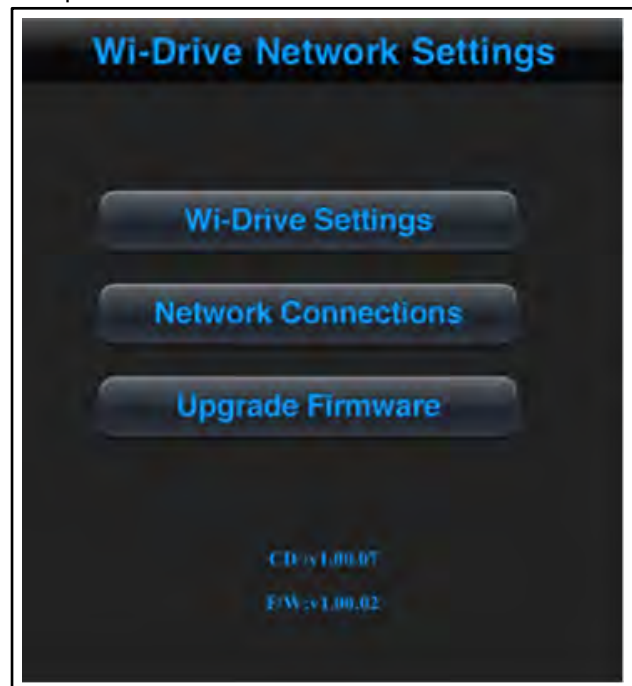 Wi-Drive Network Settings
Wi-Drive Settings
Network Connections
Upgrade Firmware
CD:v1.00.07
F/W:v1.00.02